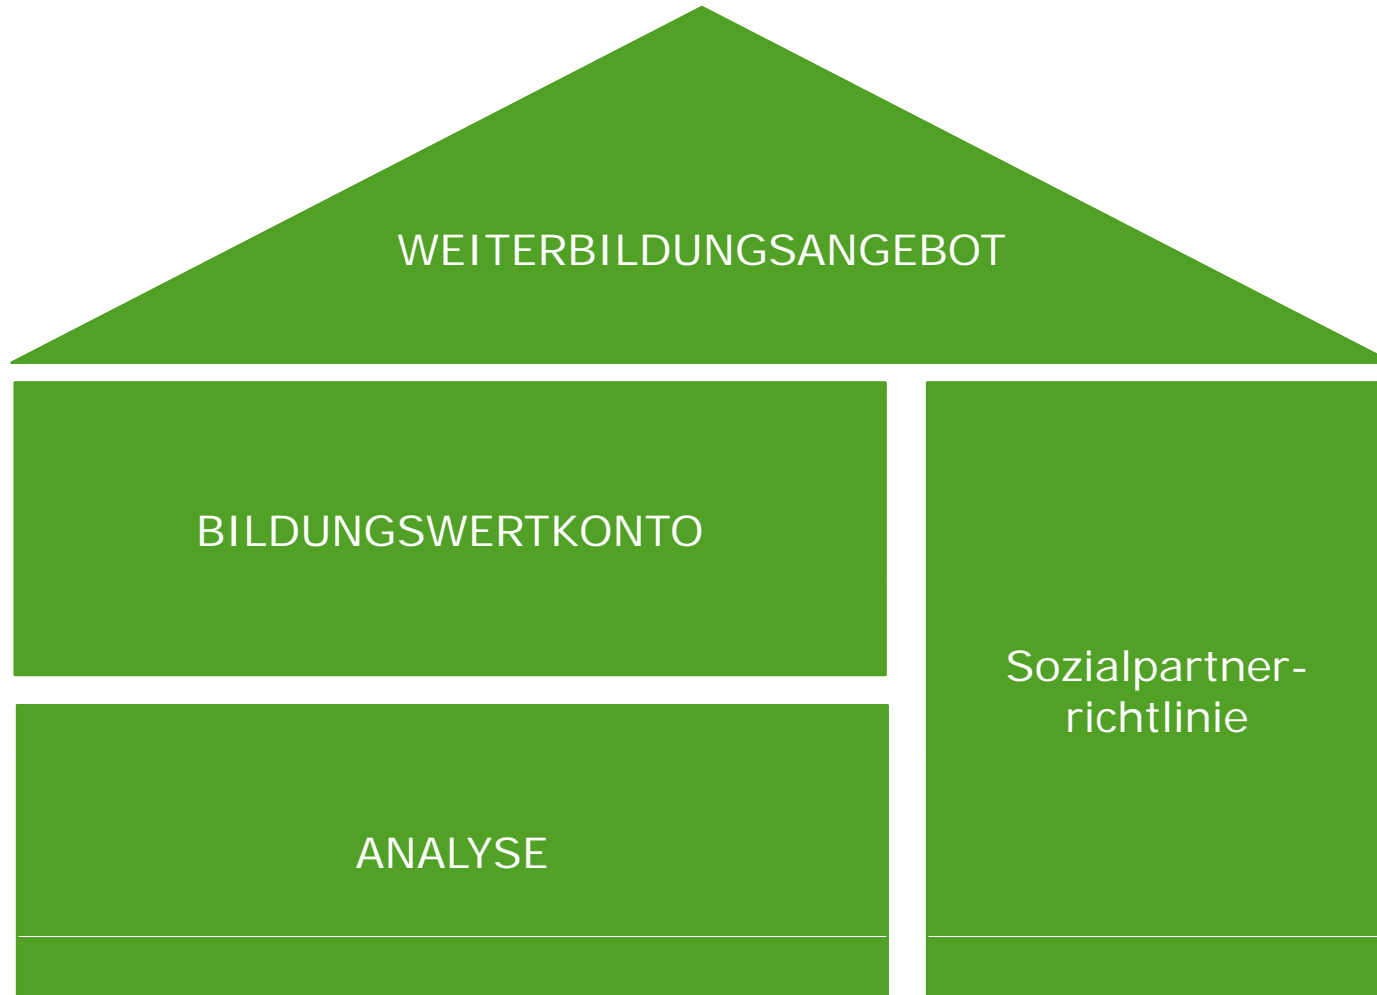 WEITERBILDUNGSANGEBOT
BILDUNGSWERTKONTO
Sozialpartner-
richtlinie
ANALYSE